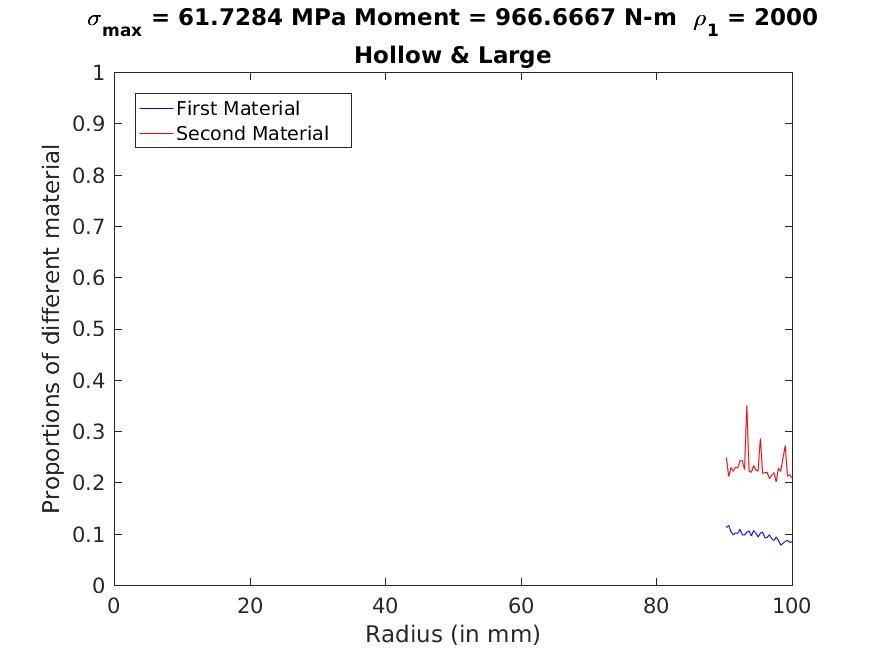 σmax = 61.7284 MPa Moment = 966.6667 N-m ρ1 = 2000
Hollow & Large
First Material
Second Material
1
0.9
0.8
0.7
0.6
0.5
0.4
0.3
0.2
0.1
0
Proportions of different material
0 20 40 60 80 100
Radius (in mm)